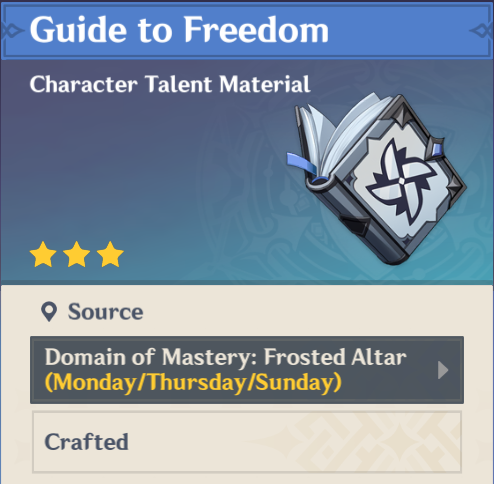 Guide to Freedom
Character Talent Material
Source
Domain of Mastery: Frosted Altar
(Monday/Thursday/Sunday)
Crafted